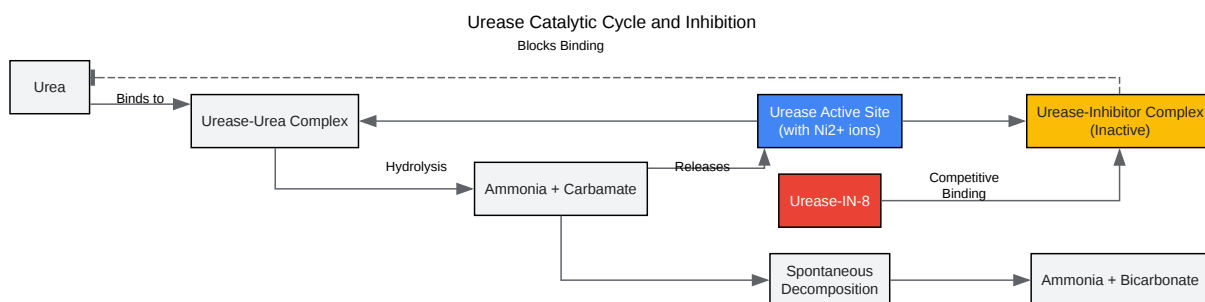 Urease Catalytic Cycle and Inhibition
Blocks Binding
Urea
Binds to
Urease-Urea Complex
Urease Active Site
(with Ni2+ ions)
Urease-Inhibitor Complex
(Inactive)
Hydrolysis
Ammonia + Carbamate
Releases
Urease-IN-8
Competitive
Binding
Spontaneous
Decomposition
Ammonia + Bicarbonate